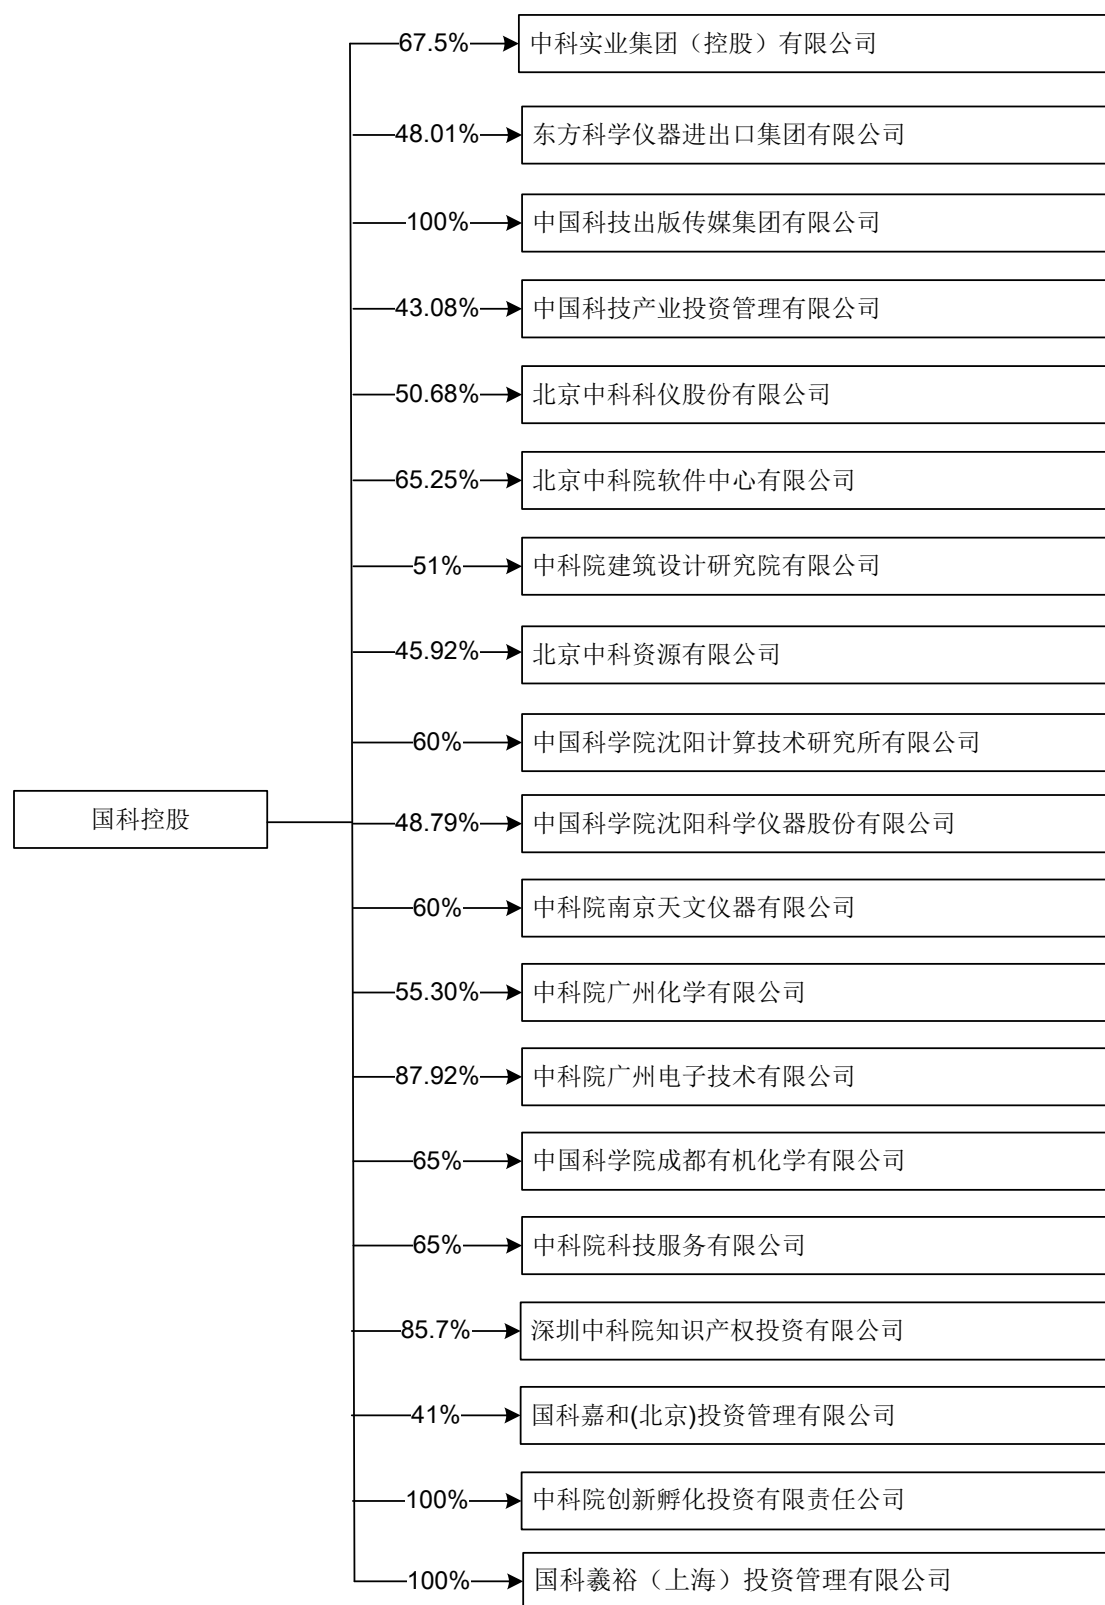 67.5%
中科实业集团（控股）有限公司
48.01%
东方科学仪器进出口集团有限公司
100%
中国科技出版传媒集团有限公司
43.08%
中国科技产业投资管理有限公司
50.68%
北京中科科仪股份有限公司
65.25%
北京中科院软件中心有限公司
51%
中科院建筑设计研究院有限公司
45.92%
北京中科资源有限公司
60%
中国科学院沈阳计算技术研究所有限公司
国科控股
48.79%
中国科学院沈阳科学仪器股份有限公司
60%
中科院南京天文仪器有限公司
55.30%
中科院广州化学有限公司
87.92%
中科院广州电子技术有限公司
65%
中国科学院成都有机化学有限公司
65%
中科院科技服务有限公司
85.7%
深圳中科院知识产权投资有限公司
41%
国科嘉和(北京)投资管理有限公司
100%
中科院创新孵化投资有限责任公司
100%
国科羲裕（上海）投资管理有限公司